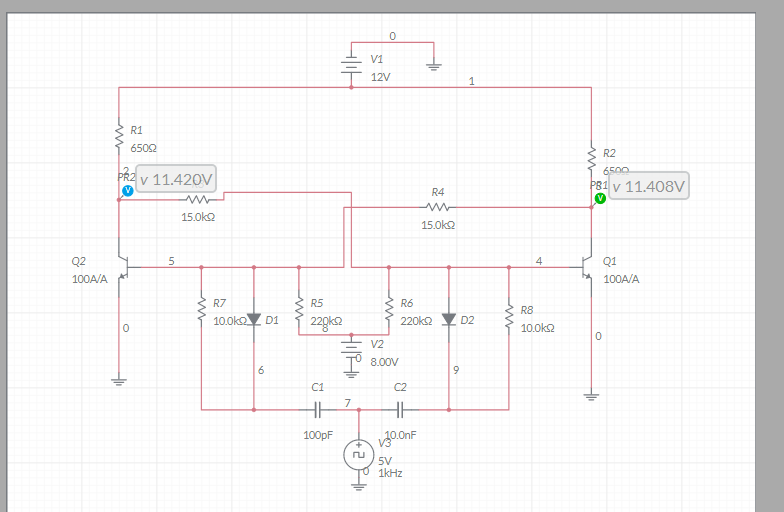 0
V1
12V
1
R1
650Ω
R2
650Ω
2
PR2
V
v 11.420V
15.0kΩ
R4
15.0kΩ
PR1
V
v 11.408V
Q2
100A/A
5
4
Q1
100A/A
R7
10.0kΩ
D1
R5
220kΩ
8
R6
220kΩ
D2
R8
10.0kΩ
0
0
V2
8.00V
0
6
9
C1
100pF
7
C2
10.0nF
V3
5V
1kHz
0